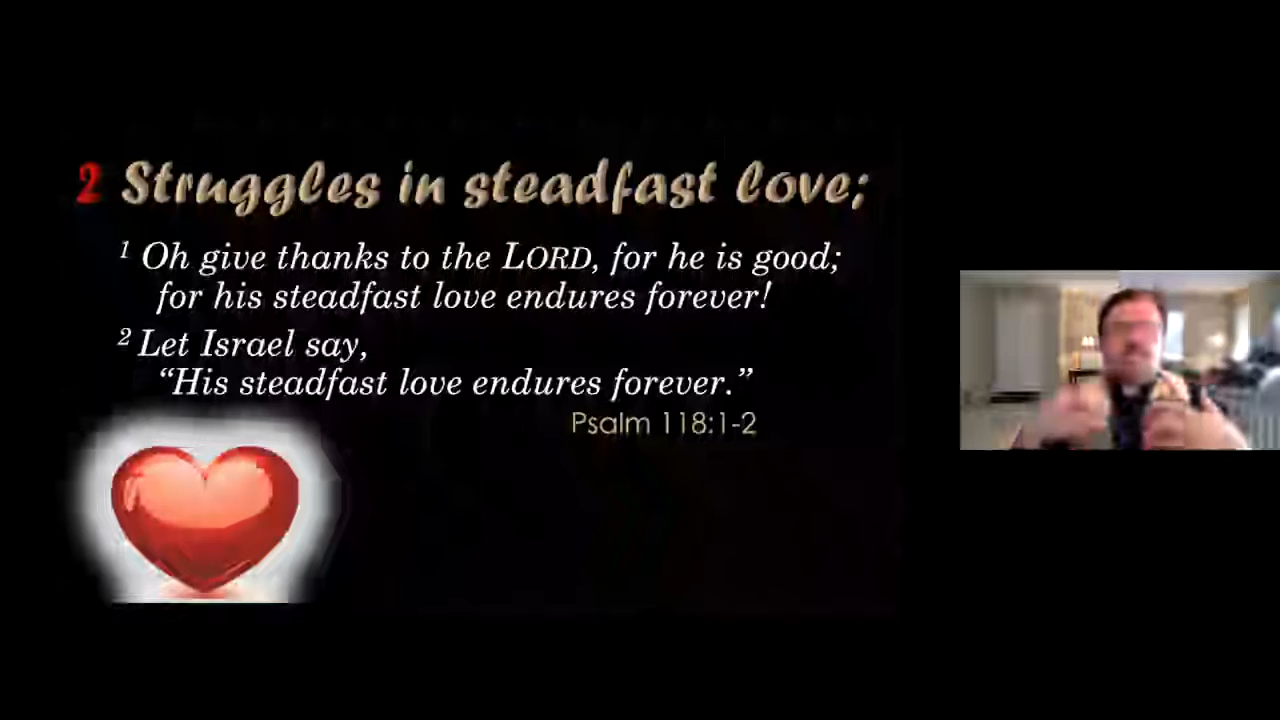 2 Struggles in steadfast love;
1 Oh give thanks to the LORD, for he is good;
for his steadfast love endures forever!
2 Let Israel say,
“His steadfast love endures forever.”
Psalm 118:1-2